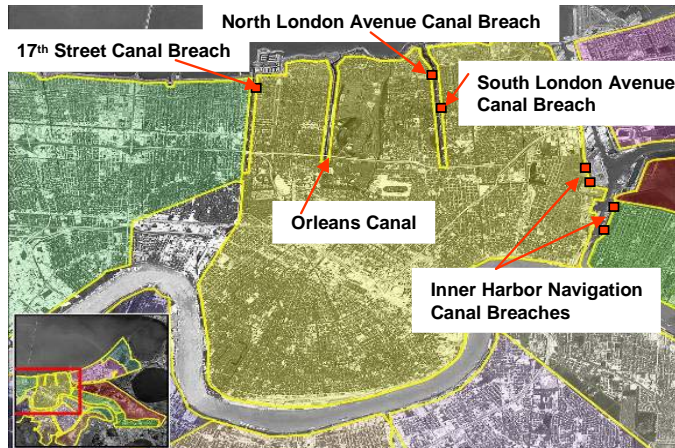 North London Avenue Canal Breach
17th Street Canal Breach
South London Avenue
Canal Breach
Orleans Canal
Inner Harbor Navigation
Canal Breaches